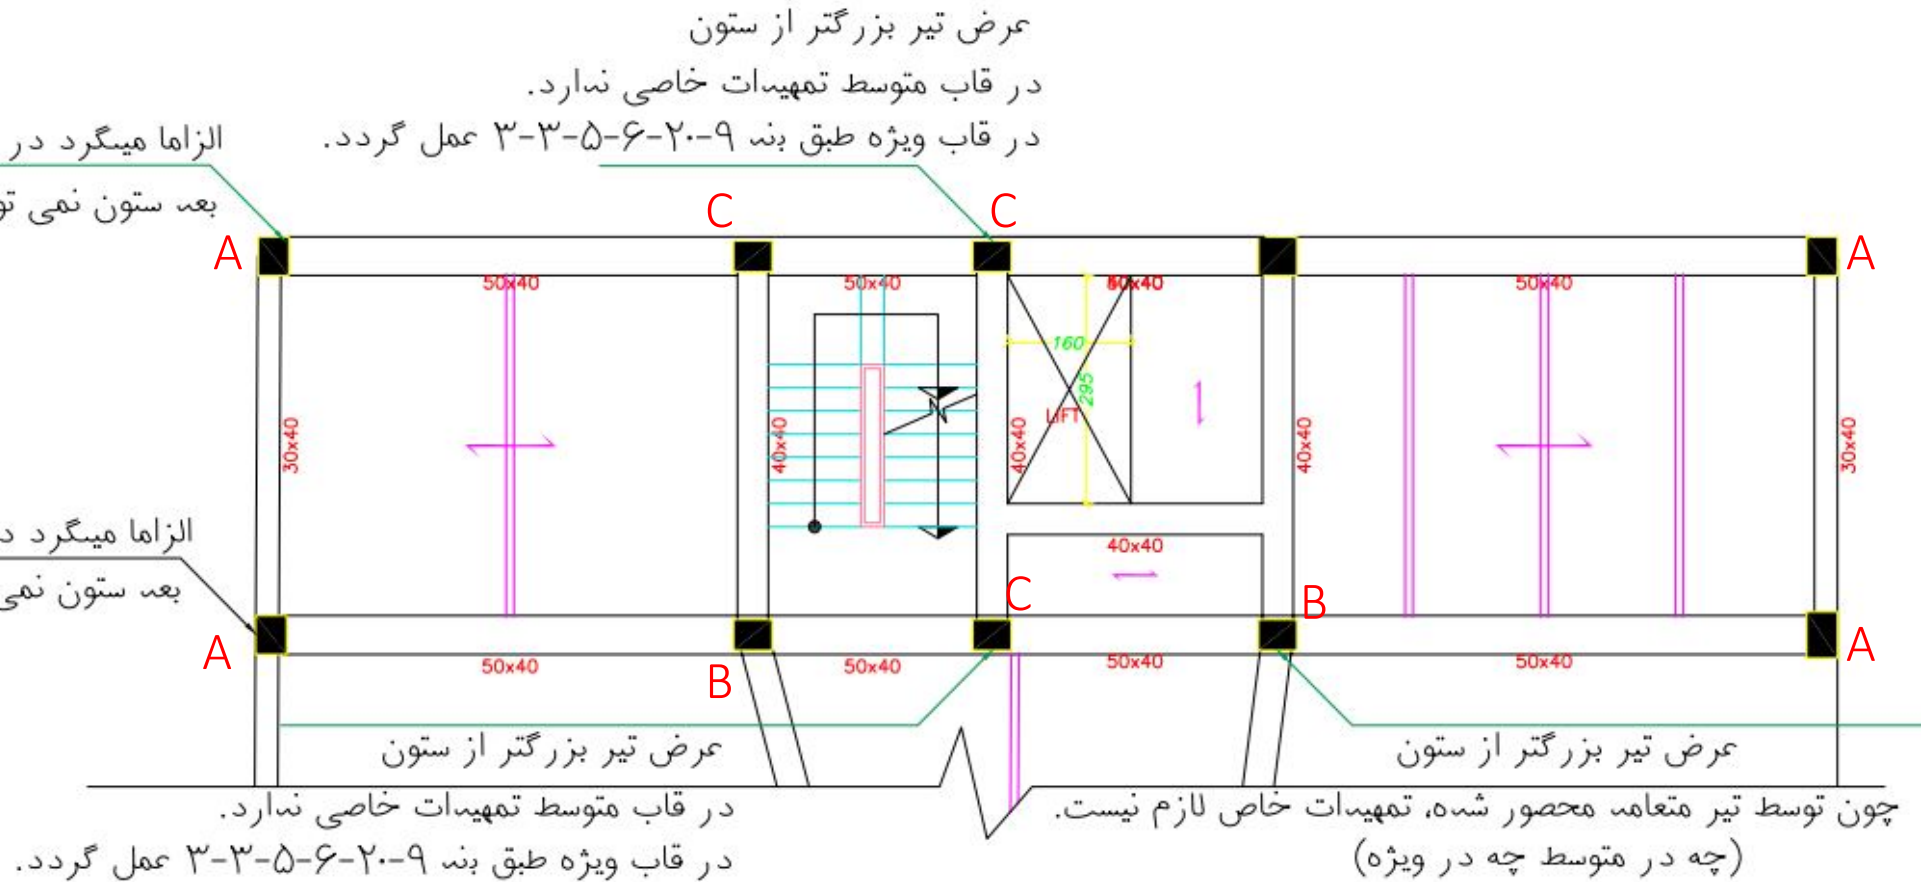 عرض تیر بزرگتر از ستون
در قاب متوسط تمهیدات خاصی ندارد.
در قاب ویژه طبق بند ۹-۲۰-۶-۵-۳-۳ عمل گردد.
الزاما میگرد در
بعد ستون نمی تو
A
C
C
A
50x40
50x40
50x40
160
295
LIFT
30x40
40x40
40x40
40x40
30x40
الزاما میگرد د
بعد ستون نمی
40x40
C
B
A
A
50x40
50x40
50x40
50x40
B
عرض تیر بزرگتر از ستون
در قاب متوسط تمهیدات خاصی ندارد.
در قاب ویژه طبق بند ۹-۲۰-۶-۵-۳-۳ عمل گردد.
عرض تیر بزرگتر از ستون
چون توسط تیر متعامد محصور شده، تمهیدات خاص لازم نیست.
(چه در متوسط چه در ویژه)